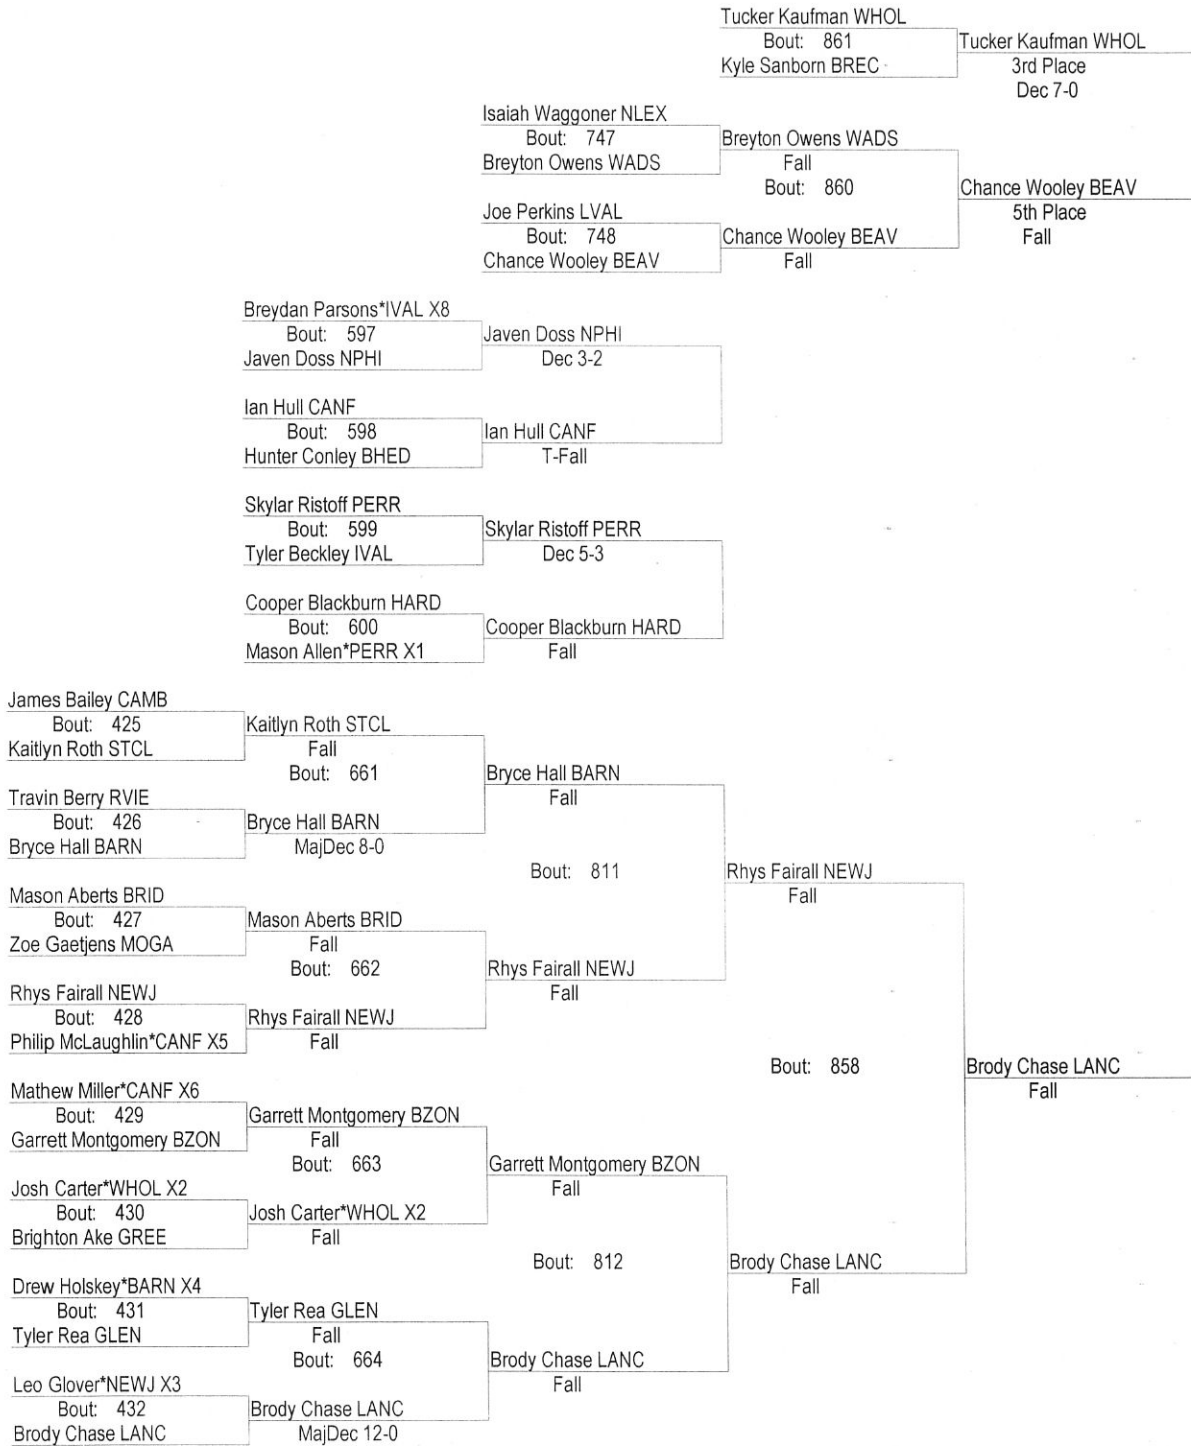 Tucker Kaufman WHOL
Bout: 861
Kyle Sanborn BREC
Tucker Kaufman WHOL
3rd Place
Dec 7-0
Isaiah Waggoner NLEX
Bout: 747
Breyton Owens WADS
Breyton Owens WADS
Fall
Bout: 860
Chance Wooley BEAV
5th Place
Fall
Joe Perkins LVAL
Bout: 748
Chance Wooley BEAV
Chance Wooley BEAV
Fall
Breydan Parsons*IVAL X8
Bout: 597
Javen Doss NPHI
Javen Doss NPHI
Dec 3-2
Ian Hull CANF
Bout: 598
Hunter Conley BHED
Ian Hull CANF
T-Fall
Skylar Ristoff PERR
Bout: 599
Tyler Beckley IVAL
Skylar Ristoff PERR
Dec 5-3
Cooper Blackburn HARD
Bout: 600
Mason Allen*PERR X1
Cooper Blackburn HARD
Fall
James Bailey CAMB
Bout: 425
Kaitlyn Roth STCL
Kaitlyn Roth STCL
Fall
Bout: 661
Bryce Hall BARN
Fall
Travin Berry RVIE
Bout: 426
Bryce Hall BARN
Bryce Hall BARN
MajDec 8-0
Bout: 811
Rhys Fairall NEWJ
Fall
Mason Aberts BRID
Bout: 427
Zoe Gaetjens MOGA
Mason Aberts BRID
Fall
Bout: 662
Rhys Fairall NEWJ
Fall
Rhys Fairall NEWJ
Bout: 428
Philip McLaughlin*CANF X5
Rhys Fairall NEWJ
Fall
Bout: 858
Brody Chase LANC
Fall
Mathew Miller*CANF X6
Bout: 429
Garrett Montgomery BZON
Garrett Montgomery BZON
Fall
Bout: 663
Garrett Montgomery BZON
Fall
Josh Carter*WHOL X2
Bout: 430
Brighton Ake GREE
Josh Carter*WHOL X2
Fall
Bout: 812
Brody Chase LANC
Fall
Drew Holskey*BARN X4
Bout: 431
Tyler Rea GLEN
Tyler Rea GLEN
Fall
Bout: 664
Brody Chase LANC
Fall
Leo Glover*NEWJ X3
Bout: 432
Brody Chase LANC
Brody Chase LANC
MajDec 12-0